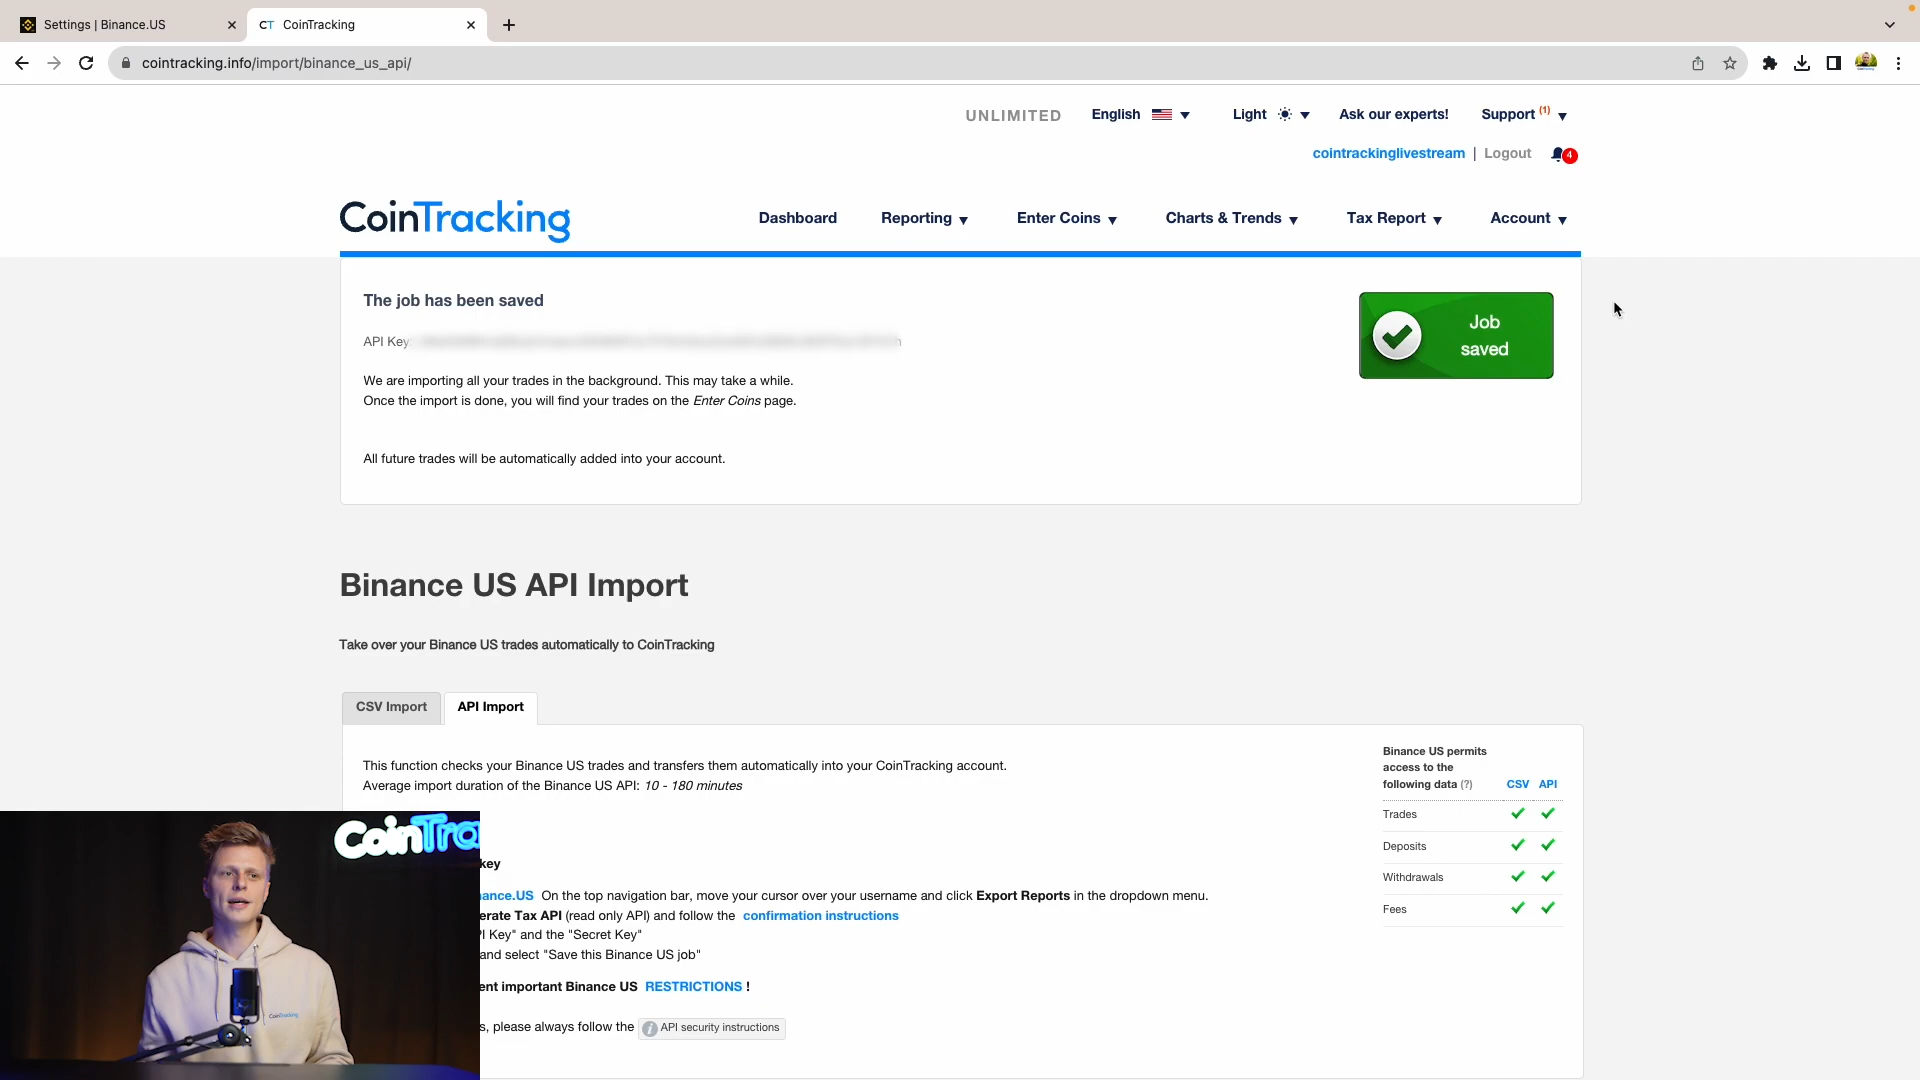 Settings | Binance.US
CT CoinTracking
cointracking.info/import/binance_us_api/
UNLIMITED English Light Ask our experts! Support (1)
cointrackinglivestream | Logout 4
CoinTracking
Dashboard Reporting Enter Coins Charts & Trends Tax Report Account
The job has been saved
Job
saved
API Key:
We are importing all your trades in the background. This may take a while.
Once the import is done, you will find your trades on the Enter Coins page.
All future trades will be automatically added into your account.
Binance US API Import
Take over your Binance US trades automatically to CoinTracking
CSV Import API Import
This function checks your Binance US trades and transfers them automatically into your CoinTracking account.
Average import duration of the Binance US API: 10 - 180 minutes
Binance US permits
access to the
following data (?) CSV API
Trades
Deposits
Withdrawals
Fees
key
nance.US On the top navigation bar, move your cursor over your username and click Export Reports in the dropdown menu.
erate Tax API (read only API) and follow the confirmation instructions
PI Key" and the "Secret Key"
and select "Save this Binance US job"
ent important Binance US RESTRICTIONS !
s, please always follow the i API security instructions
CoinTra
CoinTracking